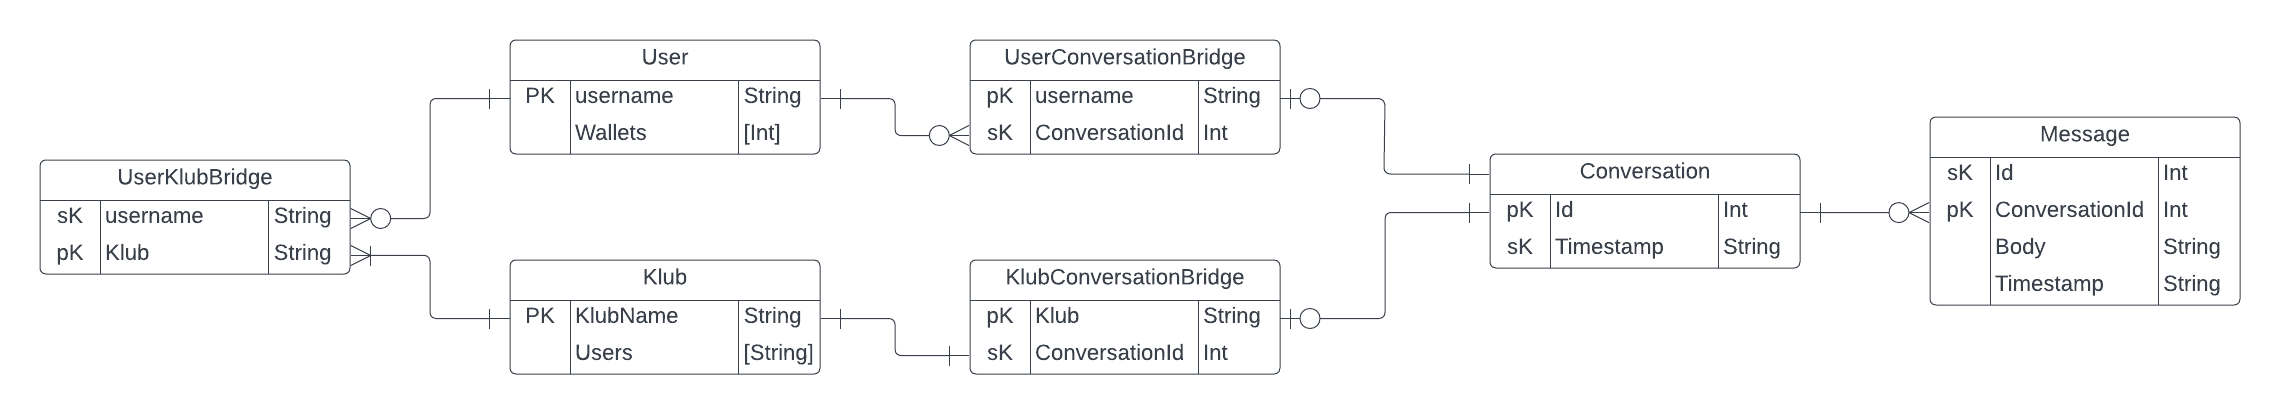 UserKlubBridge
sK username String
pK Klub String
User
PK username String
Wallets [Int]
Klub
PK KlubName String
Users [String]
UserConversationBridge
pK username String
sK ConversationId Int
KlubConversationBridge
pK Klub String
sK ConversationId Int
Conversation
pK Id Int
sK Timestamp String
Message
sK Id Int
pK ConversationId Int
Body String
Timestamp String